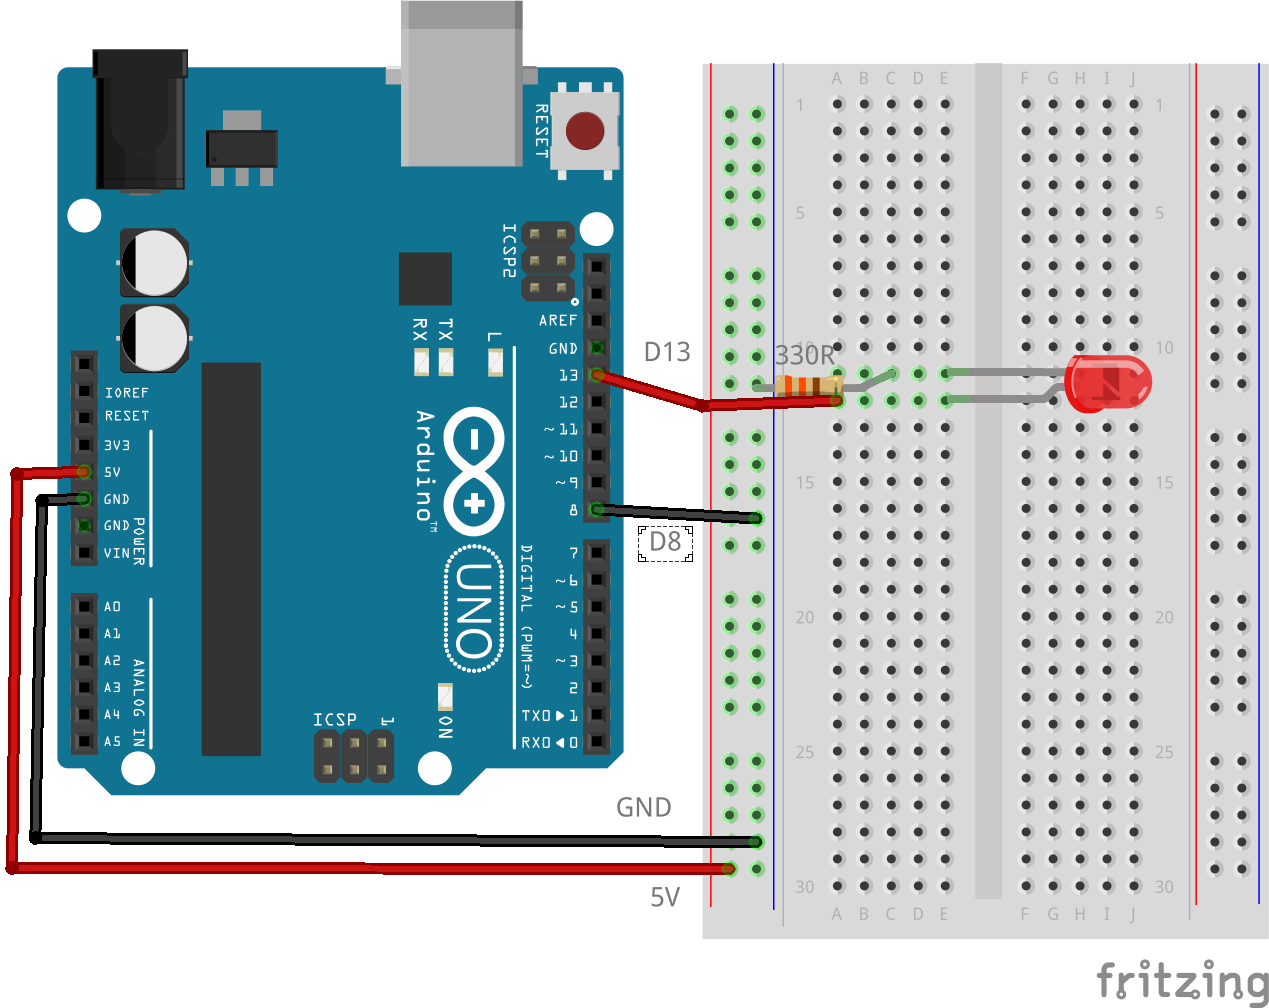 RESET
ICSP2
RX
TX
L
AREF
GND
13
12
~11
~10
~9
8
IOREF
RESET
3V3
5V
GND
GND
VIN
POWER
Arduino™
UNO
DIGITAL (PWM=~)
7
~6
~5
4
~3
2
TX0▶1
RX0◀0
A0
A1
A2
A3
A4
A5
ANALOG IN
ICSP
1
ON
D13
330R
D8
GND
5V
A B C D E F G H I J
1 1
5 5
10 10
15 15
20 20
25 25
30 30
A B C D E F G H I J
fritzing